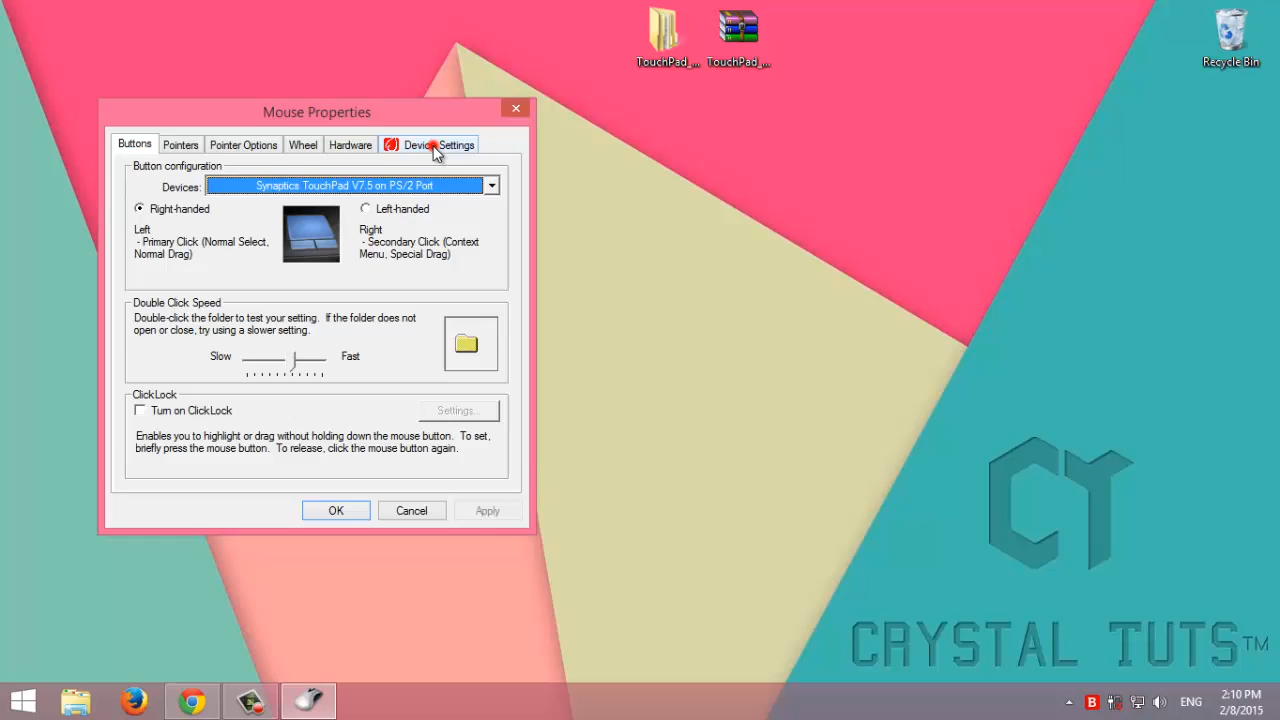 TouchPad_...
TouchPad_...
Recycle Bin
Mouse Properties
Buttons
Pointers
Pointer Options
Wheel
Hardware
Device Settings
Button configuration
Devices:
Synaptics TouchPad V7.5 on PS/2 Port
Right-handed
Left-handed
Left
- Primary Click (Normal Select,
Normal Drag)
Right
- Secondary Click (Context
Menu, Special Drag)
Double Click Speed
Double-click the folder to test your setting. If the folder does not
open or close, try using a slower setting.
Slow
Fast
ClickLock
Turn on ClickLock
Settings...
Enables you to highlight or drag without holding down the mouse button. To set,
briefly press the mouse button. To release, click the mouse button again.
OK
Cancel
Apply
CT
CRYSTAL TUTS™
B
ENG
2:10 PM
2/8/2015